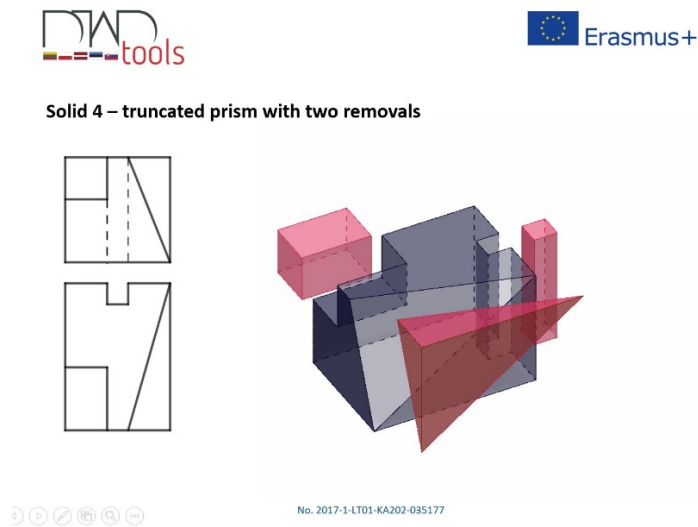 DWD
tools
Erasmus+
Solid 4 – truncated prism with two removals
No. 2017-1-LT01-KA202-035177